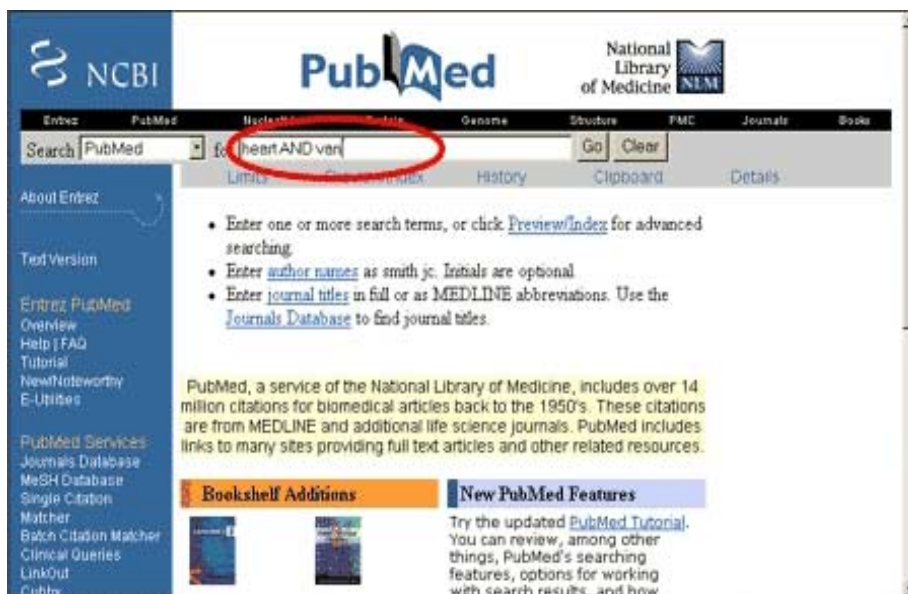 NCBI
PubMed
National
Library
of Medicine NLM
Entrez PubMed Genome Structure PMC Journals Books
Search PubMed for heart AND ven Go Clear
Limits Preview/Index History Clipboard Details
About Entrez
Text Version
Entrez PubMed
Overview
Help | FAQ
Tutorial
New/Noteworthy
E-Utilities
PubMed Services
Journals Database
MeSH Database
Single Citation
Matcher
Batch Citation Matcher
Clinical Queries
LinkOut
Cubby
• Enter one or more search terms, or click Preview/Index for advanced
searching.
• Enter author names as smith jc. Initials are optional.
• Enter journal titles in full or as MEDLINE abbreviations. Use the
Journals Database to find journal titles.
PubMed, a service of the National Library of Medicine, includes over 14
million citations for biomedical articles back to the 1950's. These citations
are from MEDLINE and additional life science journals. PubMed includes
links to many sites providing full text articles and other related resources.
Bookshelf Additions
New PubMed Features
Try the updated PubMed Tutorial.
You can review, among other
things, PubMed's searching
features, options for working
with search results, and how